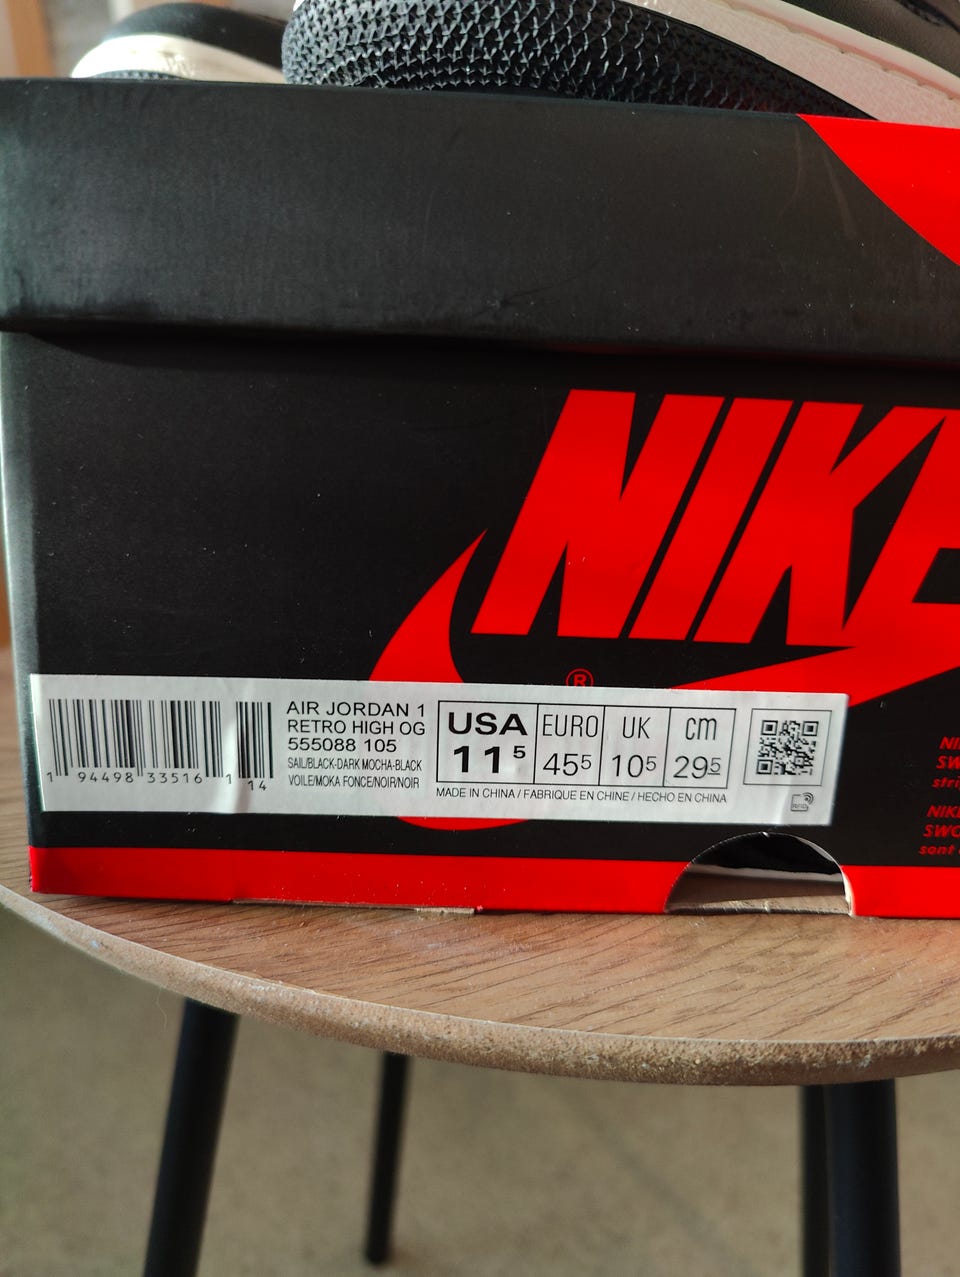 NIKE
®
AIR JORDAN 1
RETRO HIGH OG
555088 105
SAIL/BLACK-DARK MOCHA-BLACK
VOILE/MOKA FONCE/NOIR/NOIR
1 94498 33516 1 14
USA EURO UK cm
11 5 45 5 10 5 29 5
MADE IN CHINA / FABRIQUE EN CHINE / HECHO EN CHINA
RFID